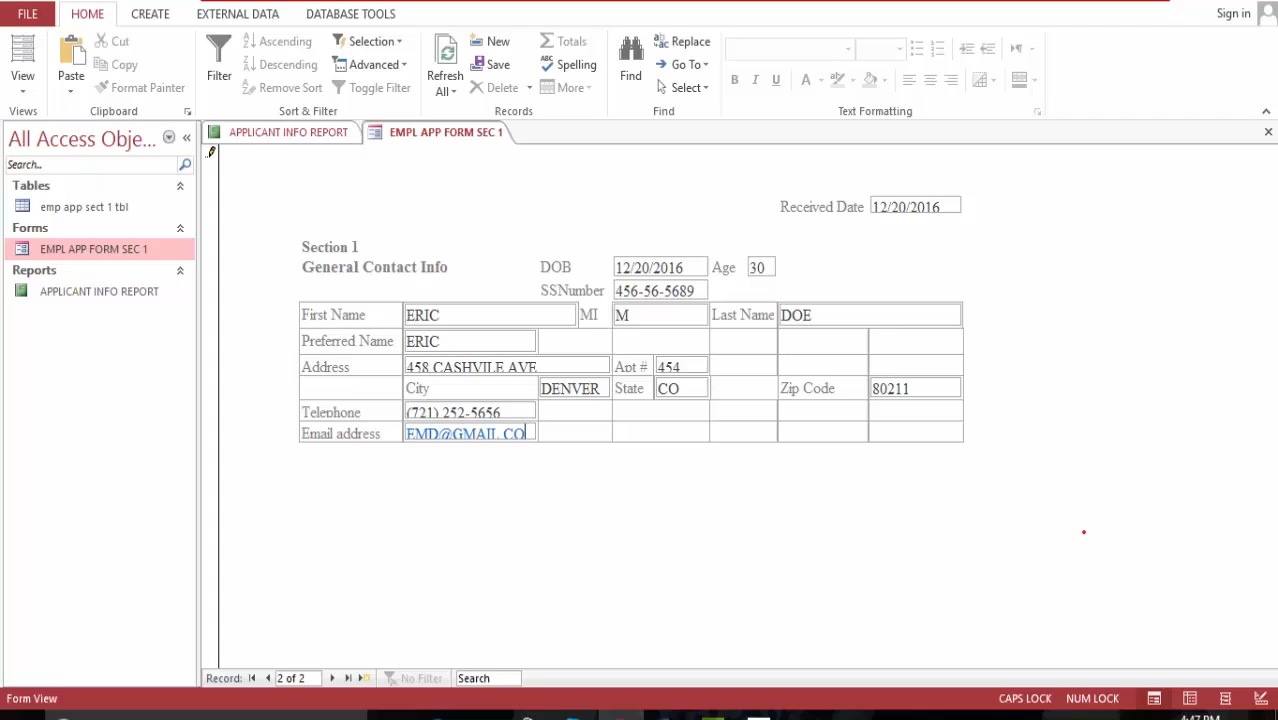 FILE HOME CREATE EXTERNAL DATA DATABASE TOOLS Sign in
View Paste Cut Copy Format Painter Filter Ascending Descending Remove Sort Selection Advanced Toggle Filter Refresh All New Save Delete Totals Spelling More Find Replace Go To Select
Views Clipboard Sort & Filter Records Find Text Formatting
All Access Obje... APPLICANT INFO REPORT EMPL APP FORM SEC 1
Search...
Tables
emp app sect 1 tbl
Forms
EMPL APP FORM SEC 1
Reports
APPLICANT INFO REPORT
Received Date 12/20/2016
Section 1
General Contact Info DOB 12/20/2016 Age 30
SSNumber 456-56-5689
First Name ERIC MI M Last Name DOE
Preferred Name ERIC
Address 458 CASHVILE AVE Apt # 454
City DENVER State CO Zip Code 80211
Telephone (721) 252-5656
Email address EMD@GMAIL.CO
Record: 2 of 2 No Filter Search
Form View CAPS LOCK NUM LOCK
4:47 PM